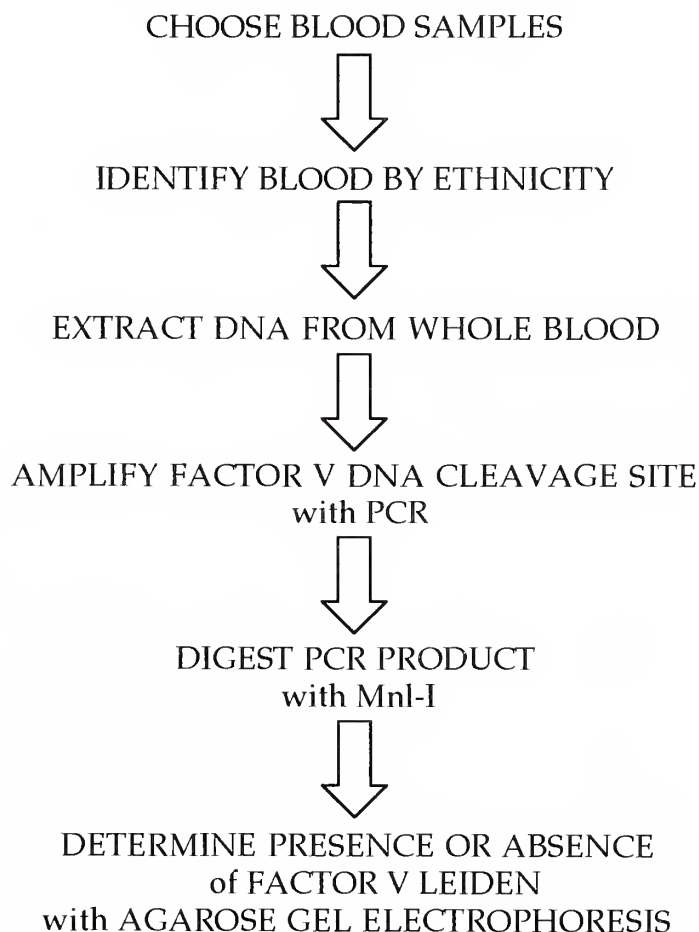 CHOOSE BLOOD SAMPLES
IDENTIFY BLOOD BY ETHNICITY
EXTRACT DNA FROM WHOLE BLOOD
AMPLIFY FACTOR V DNA CLEAVAGE SITE
with PCR
DIGEST PCR PRODUCT
with Mnl-I
DETERMINE PRESENCE OR ABSENCE
of FACTOR V LEIDEN
with AGAROSE GEL ELECTROPHORESIS